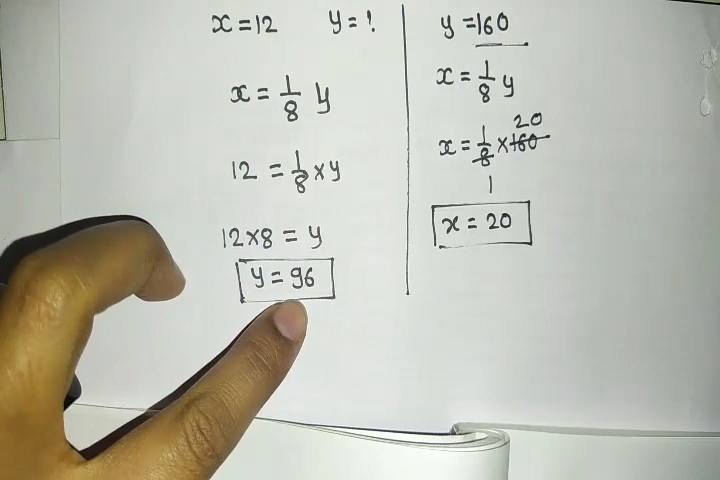 x = 12 y = !
x = 1/8 y
12 = 1/8 × y
12×8 = y
y = 96
y = 160
x = 1/8 y
20
x = 1/8 × 160
1
x = 20